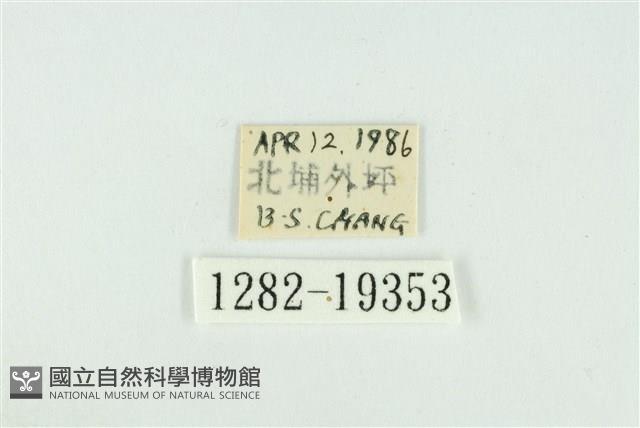 APR 12. 1986
北埔外坪
B-S. CHANG
1282-19353
國立自然科學博物館
NATIONAL MUSEUM OF NATURAL SCIENCE